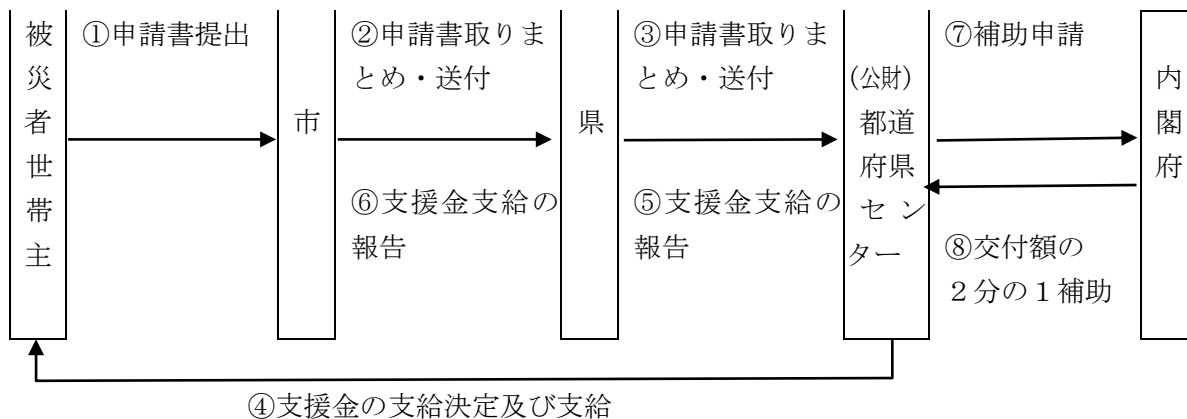 被災者世帯主
①申請書提出
市
②申請書取りま
とめ・送付
⑥支援金支給の
報告
県
③申請書取りま
とめ・送付
⑤支援金支給の
報告
(公財)
都道
府県
セン
ター
⑦補助申請
⑧交付額の
２分の１補助
内閣府
④支援金の支給決定及び支給